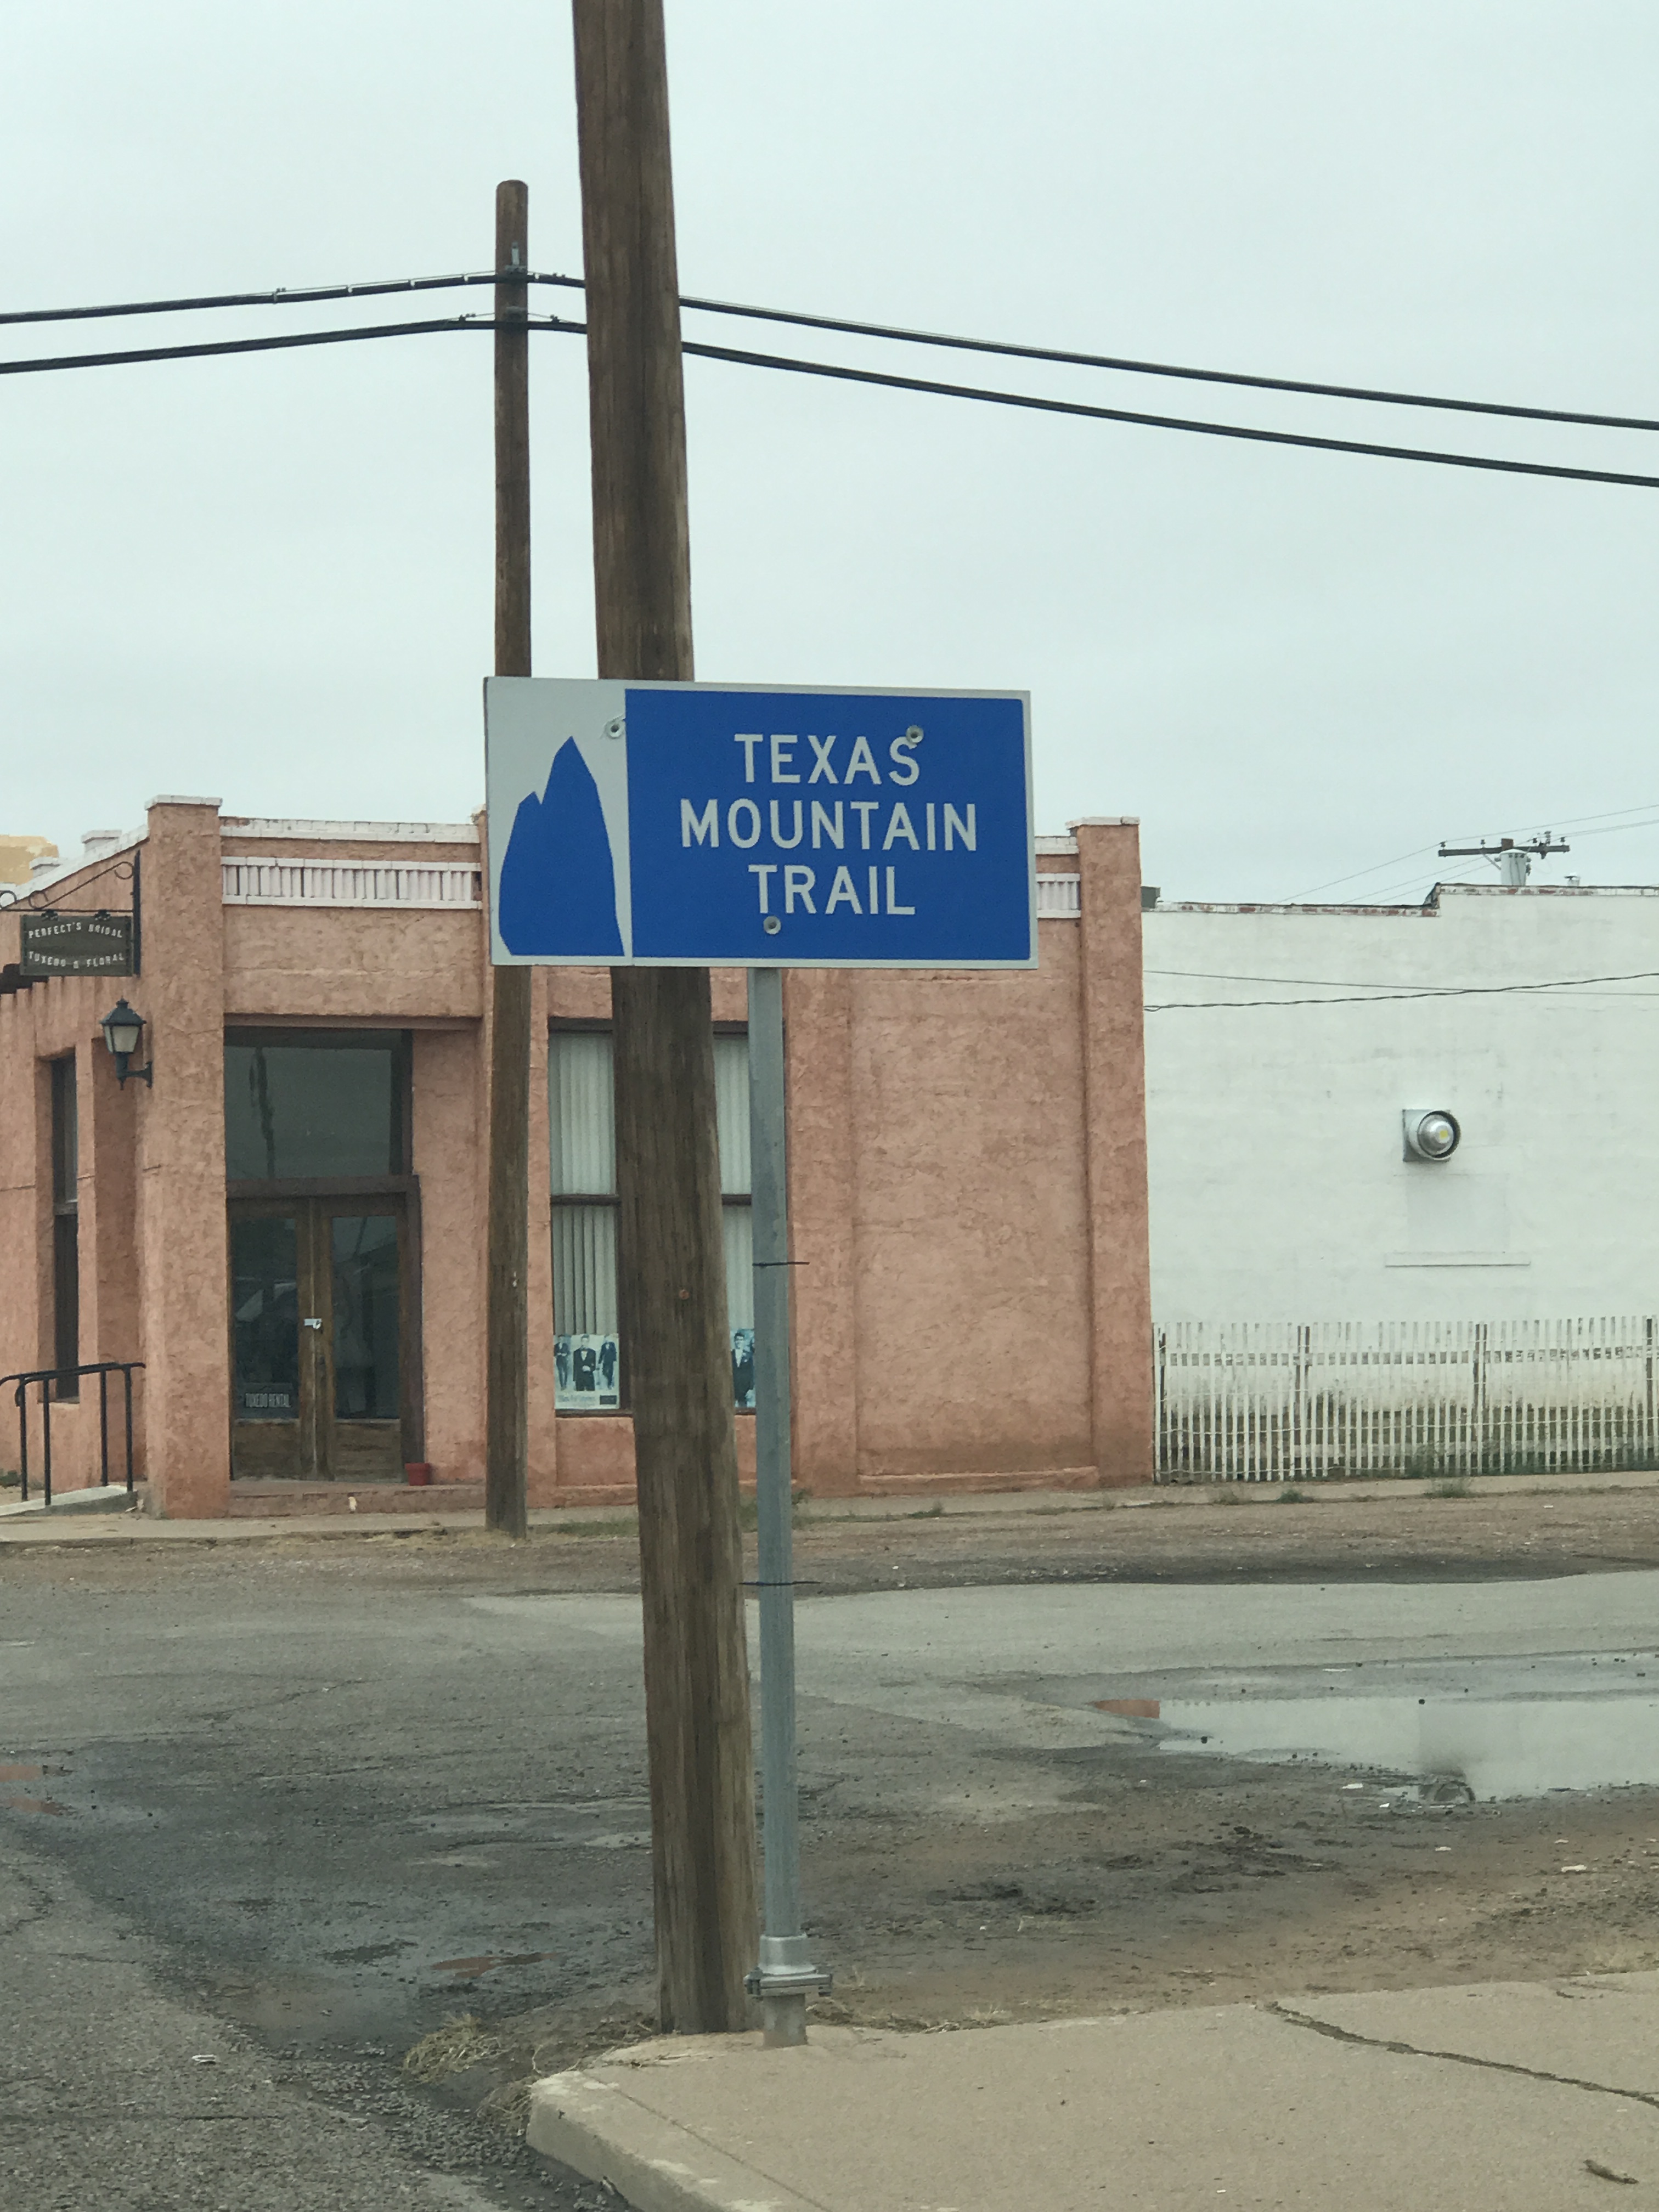 TEXAS
MOUNTAIN
TRAIL
PERFECT'S BRIDAL
TUXEDO & FLORAL
TUXEDO RENTAL